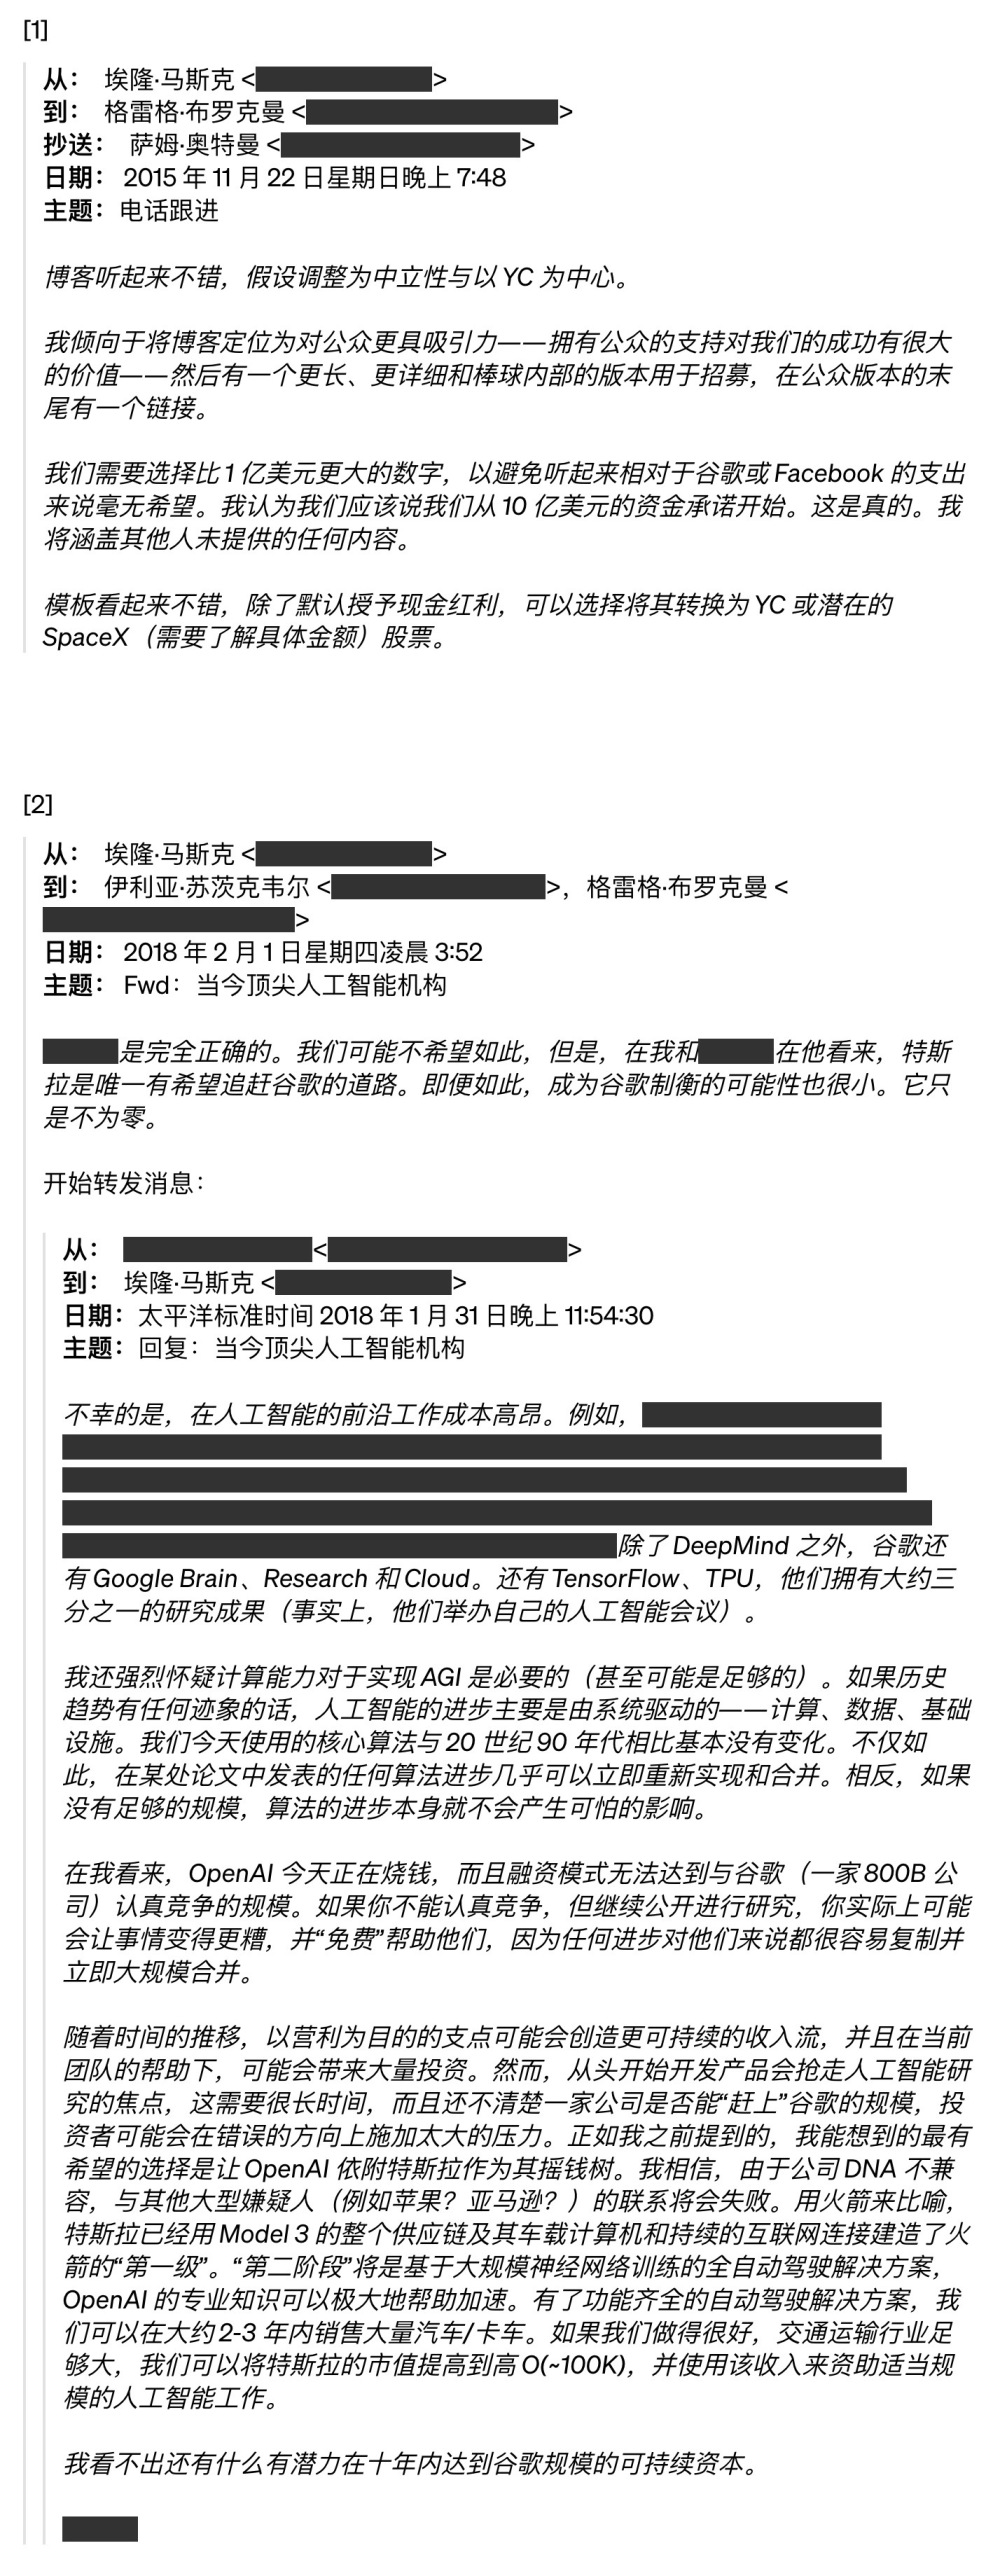 [1]
从： 埃隆·马斯克 < >
到： 格雷格·布罗克曼 < >
抄送： 萨姆·奥特曼 < >
日期： 2015 年 11 月 22 日星期日晚上 7:48
主题：电话跟进
博客听起来不错，假设调整为中立性与以 YC 为中心。
我倾向于将博客定位为对公众更具吸引力——拥有公众的支持对我们的成功有很大
的价值——然后有一个更长、更详细和棒球内部的版本用于招募，在公众版本的末
尾有一个链接。
我们需要选择比 1 亿美元更大的数字，以避免听起来相对于谷歌或 Facebook 的支出
来说毫无希望。我认为我们应该说我们从 10 亿美元的资金承诺开始。这是真的。我
将涵盖其他人未提供的任何内容。
模板看起来不错，除了默认授予现金红利，可以选择将其转换为 YC 或潜在的
SpaceX（需要了解具体金额）股票。
[2]
从： 埃隆·马斯克 < >
到： 伊利亚·苏茨克韦尔 < >，格雷格·布罗克曼 <
>
日期： 2018 年 2 月 1 日星期四凌晨 3:52
主题： Fwd：当今顶尖人工智能机构
是完全正确的。我们可能不希望如此，但是，在我和 在他看来，特斯
拉是唯一有希望追赶谷歌的道路。即便如此，成为谷歌制衡的可能性也很小。它只
是不为零。
开始转发消息：
从： < >
到： 埃隆·马斯克 < >
日期：太平洋标准时间 2018 年 1 月 31 日晚上 11:54:30
主题：回复：当今顶尖人工智能机构
不幸的是，在人工智能的前沿工作成本高昂。例如，
除了 DeepMind 之外，谷歌还
有 Google Brain、Research 和 Cloud。还有 TensorFlow、TPU，他们拥有大约三
分之一的研究成果（事实上，他们举办自己的人工智能会议）。
我还强烈怀疑计算能力对于实现 AGI 是必要的（甚至可能是足够的）。如果历史
趋势有任何迹象的话，人工智能的进步主要是由系统驱动的——计算、数据、基础
设施。我们今天使用的核心算法与 20 世纪 90 年代相比基本没有变化。不仅如
此，在某处论文中发表的任何算法进步几乎可以立即重新实现和合并。相反，如果
没有足够的规模，算法的进步本身就不会产生可怕的影响。
在我看来，OpenAI 今天正在烧钱，而且融资模式无法达到与谷歌（一家 800B 公
司）认真竞争的规模。如果你不能认真竞争，但继续公开进行研究，你实际上可能
会让事情变得更糟，并“免费”帮助他们，因为任何进步对他们来说都很容易复制并
立即大规模合并。
随着时间的推移，以营利为目的的支点可能会创造更可持续的收入流，并且在当前
团队的帮助下，可能会带来大量投资。然而，从头开始开发产品会抢走人工智能研
究的焦点，这需要很长时间，而且还不清楚一家公司是否能“赶上”谷歌的规模，投
资者可能会在错误的方向上施加太大的压力。正如我之前提到的，我能想到的最有
希望的选择是让 OpenAI 依附特斯拉作为其摇钱树。我相信，由于公司 DNA 不兼
容，与其他大型嫌疑人（例如苹果？亚马逊？）的联系将会失败。用火箭来比喻，
特斯拉已经用 Model 3 的整个供应链及其车载计算机和持续的互联网连接建造了火
箭的“第一级”。“第二阶段”将是基于大规模神经网络训练的全自动驾驶解决方案，
OpenAI 的专业知识可以极大地帮助加速。有了功能齐全的自动驾驶解决方案，我
们可以在大约 2-3 年内销售大量汽车/卡车。如果我们做得很好，交通运输行业足
够大，我们可以将特斯拉的市值提高到高 O(~100K)，并使用该收入来资助适当规
模的人工智能工作。
我看不出还有什么有潜力在十年内达到谷歌规模的可持续资本。